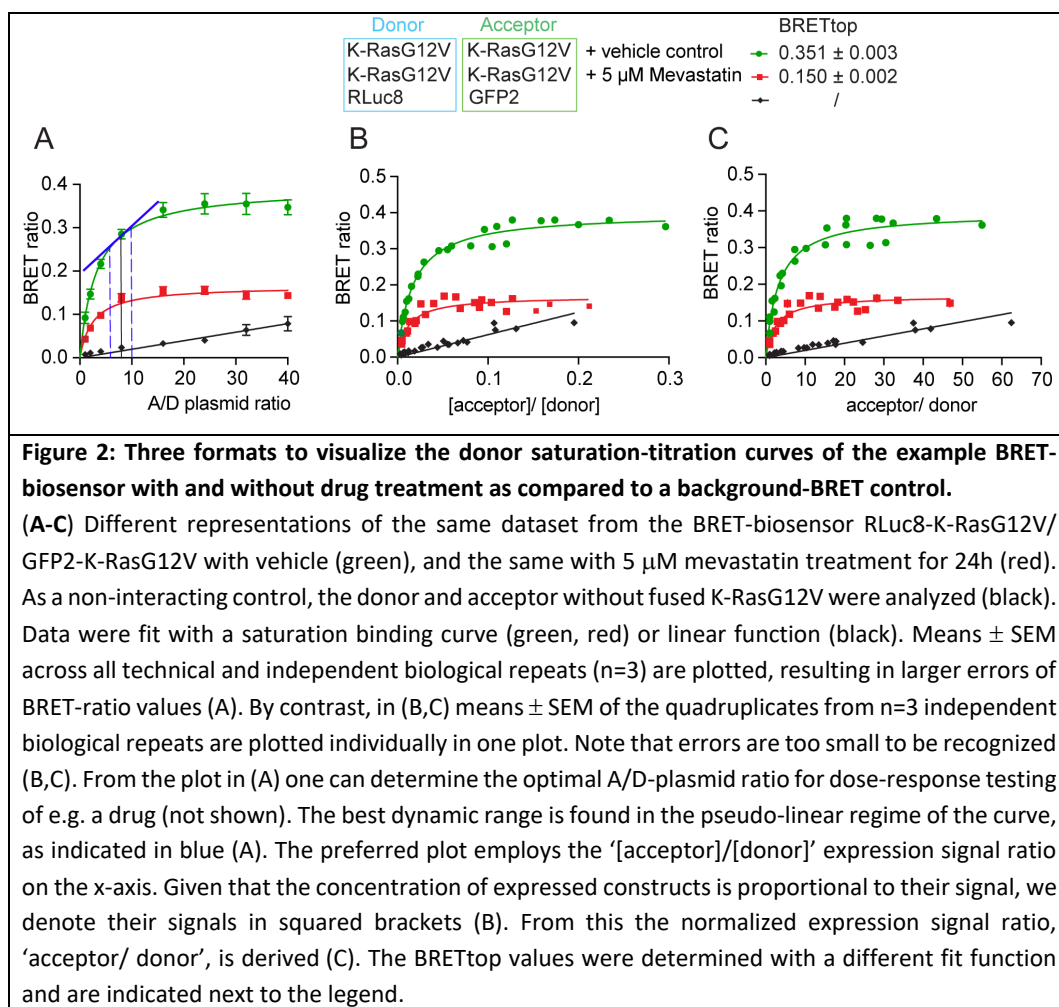 Donor Acceptor BRETtop
K-RasG12V K-RasG12V + vehicle control 0.351 ± 0.003
K-RasG12V K-RasG12V + 5 µM Mevastatin 0.150 ± 0.002
RLuc8 GFP2 /
A B C
BRET ratio
0.4
0.3
0.2
0.1
0.0
0 8 16 24 32 40
A/D plasmid ratio
BRET ratio
0.5
0.4
0.3
0.2
0.1
0.0
0.0 0.1 0.2 0.3
[acceptor]/ [donor]
BRET ratio
0.5
0.4
0.3
0.2
0.1
0.0
0 10 20 30 40 50 60 70
acceptor/ donor
Figure 2: Three formats to visualize the donor saturation-titration curves of the example BRET-
biosensor with and without drug treatment as compared to a background-BRET control.
(A-C) Different representations of the same dataset from the BRET-biosensor RLuc8-K-RasG12V/
GFP2-K-RasG12V with vehicle (green), and the same with 5 µM mevastatin treatment for 24h (red).
As a non-interacting control, the donor and acceptor without fused K-RasG12V were analyzed (black).
Data were fit with a saturation binding curve (green, red) or linear function (black). Means ± SEM
across all technical and independent biological repeats (n=3) are plotted, resulting in larger errors of
BRET-ratio values (A). By contrast, in (B,C) means ± SEM of the quadruplicates from n=3 independent
biological repeats are plotted individually in one plot. Note that errors are too small to be recognized
(B,C). From the plot in (A) one can determine the optimal A/D-plasmid ratio for dose-response testing
of e.g. a drug (not shown). The best dynamic range is found in the pseudo-linear regime of the curve,
as indicated in blue (A). The preferred plot employs the ‘[acceptor]/[donor]’ expression signal ratio
on the x-axis. Given that the concentration of expressed constructs is proportional to their signal, we
denote their signals in squared brackets (B). From this the normalized expression signal ratio,
‘acceptor/ donor’, is derived (C). The BRETtop values were determined with a different fit function
and are indicated next to the legend.